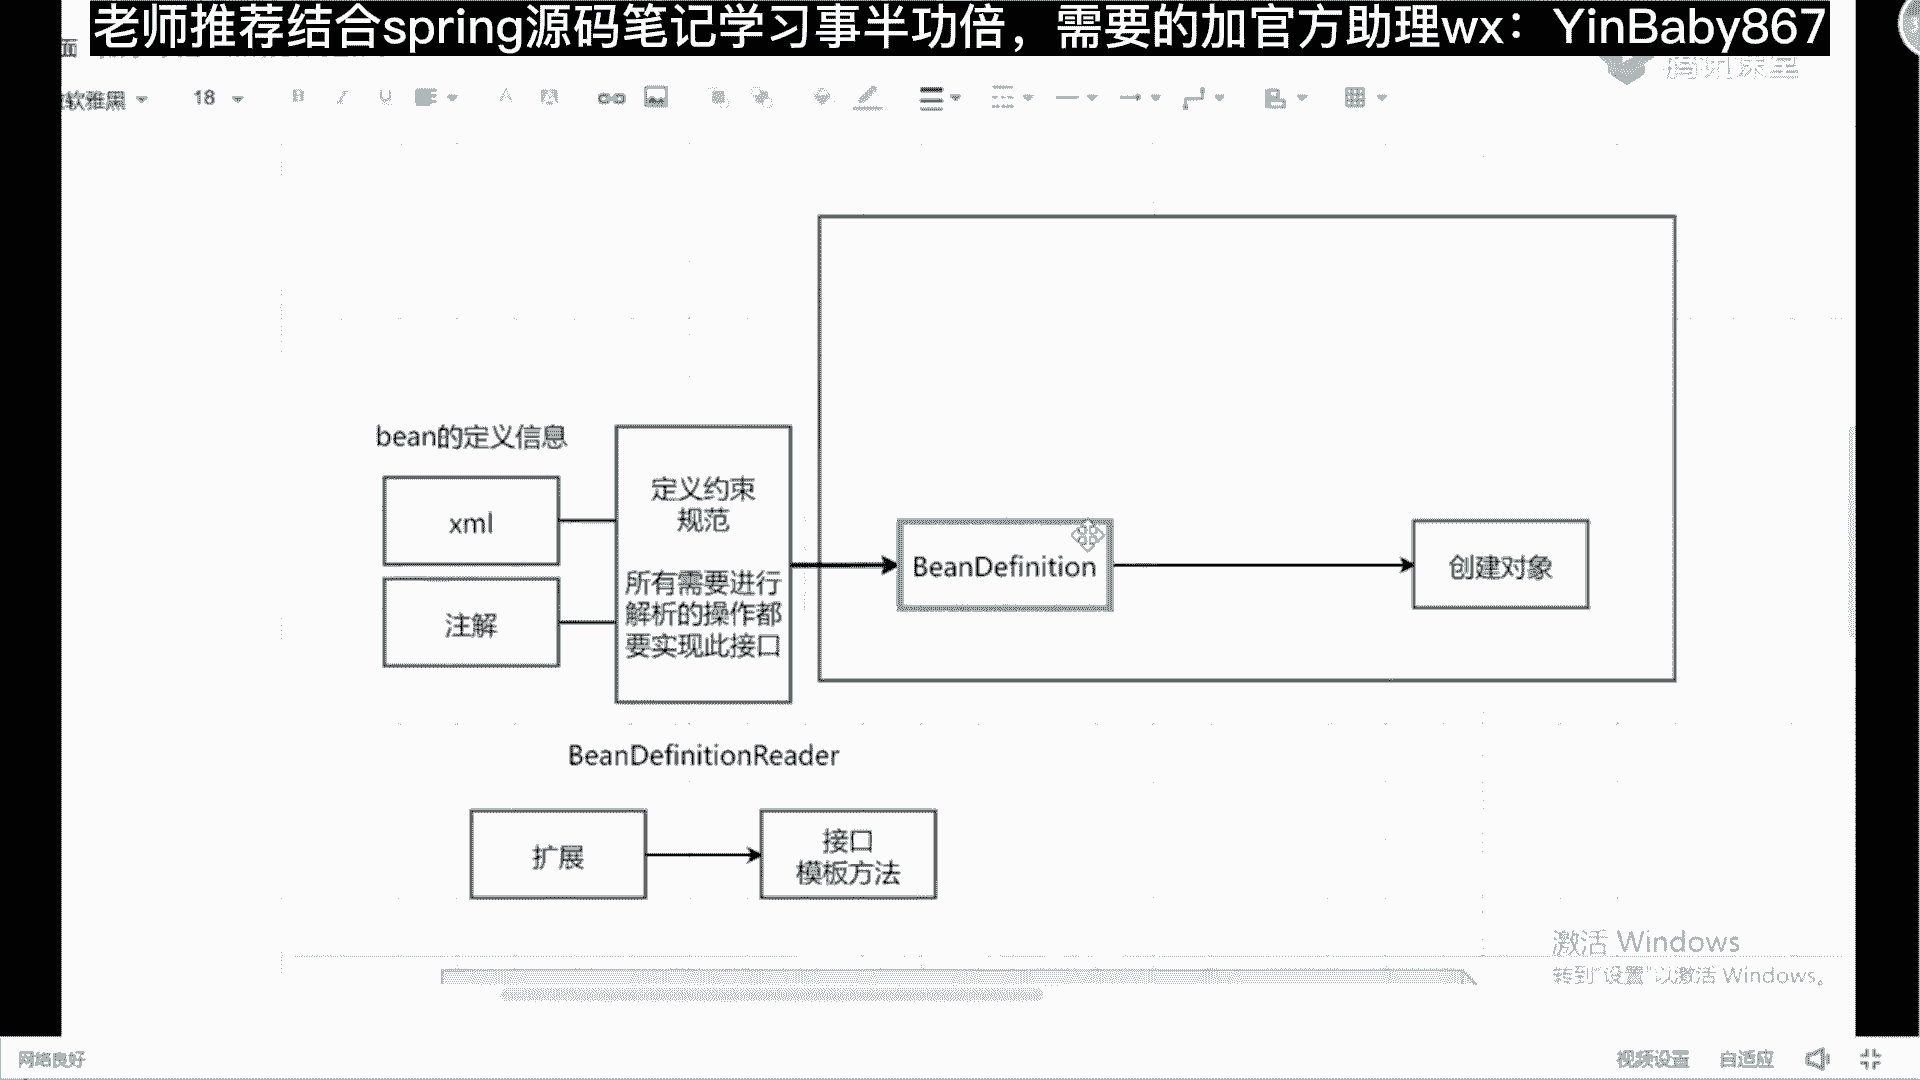 老师推荐结合spring源码笔记学习事半功倍，需要的加官方助理wx：YinBaby867
面
腾讯课堂
软雅黑
18
B
I
U
A
bean的定义信息
xml
注解
定义约束
规范
所有需要进行
解析的操作都
要实现此接口
BeanDefinition
创建对象
BeanDefinitionReader
扩展
接口
模板方法
激活 Windows
转到"设置"以激活 Windows。
网络良好
视频设置
自适应